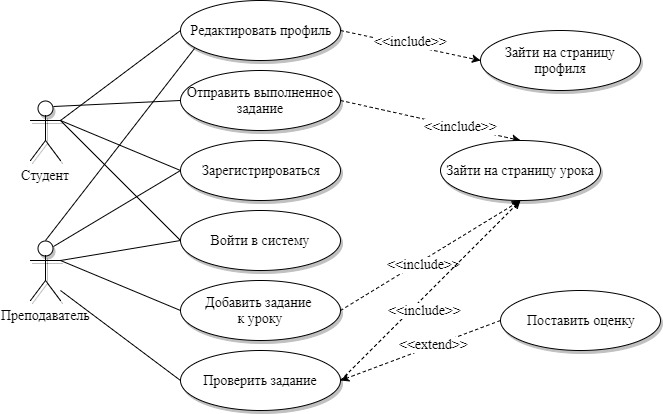 Редактировать профиль
<<include>>
Зайти на страницу
профиля
Отправить выполненное
задание
<<include>>
Студент
Зарегистрироваться
Зайти на страницу урока
Войти в систему
<<include>>
Преподаватель
Добавить задание
к уроку
<<include>>
Поставить оценку
<<extend>>
Проверить задание